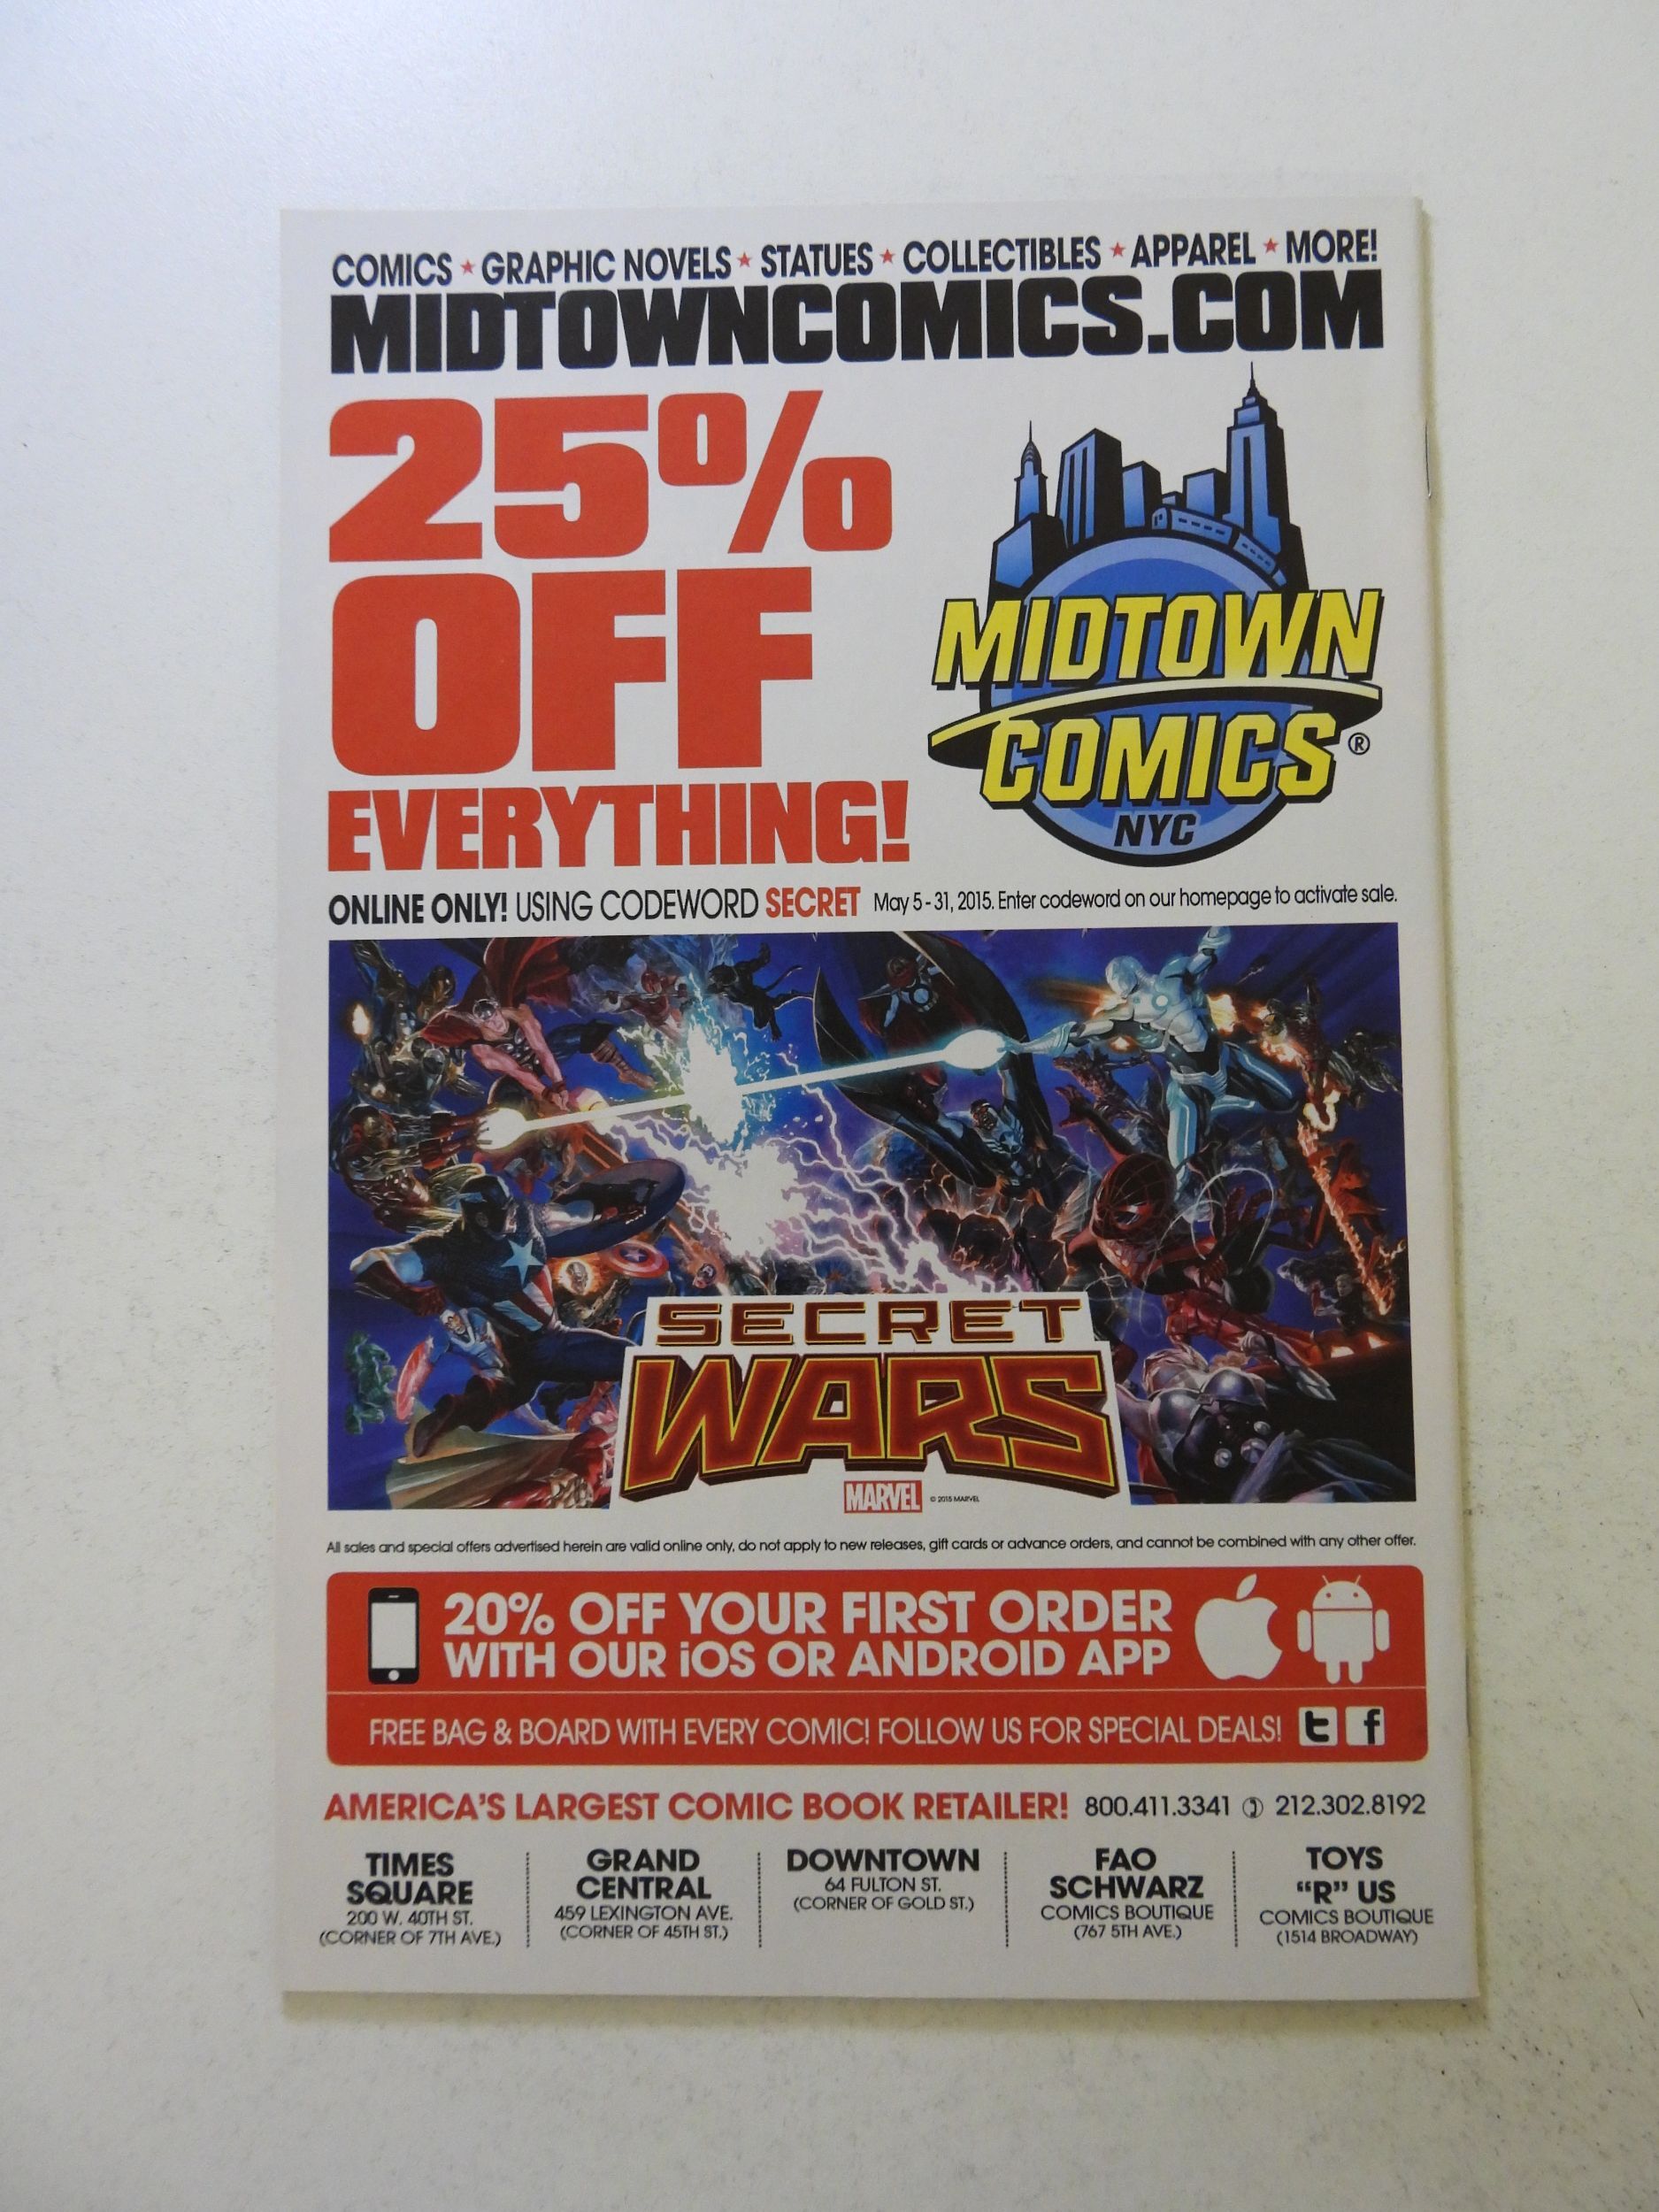 COMICS ★ GRAPHIC NOVELS ★ STATUES ★ COLLECTIBLES ★ APPAREL ★ MORE!
MIDTOWNCOMICS.COM
25%
OFF
EVERYTHING!
MIDTOWN
COMICS®
NYC
ONLINE ONLY! USING CODEWORD SECRET May 5 - 31, 2015. Enter codeword on our homepage to activate sale.
SECRET
WARS
MARVEL © 2015 MARVEL
All sales and special offers advertised herein are valid online only, do not apply to new releases, gift cards or advance orders, and cannot be combined with any other offer.
20% OFF YOUR FIRST ORDER
WITH OUR iOS OR ANDROID APP
FREE BAG & BOARD WITH EVERY COMIC! FOLLOW US FOR SPECIAL DEALS! t f
AMERICA'S LARGEST COMIC BOOK RETAILER! 800.411.3341 212.302.8192
TIMES
SQUARE
200 W. 40TH ST.
(CORNER OF 7TH AVE.)
GRAND
CENTRAL
459 LEXINGTON AVE.
(CORNER OF 45TH ST.)
DOWNTOWN
64 FULTON ST.
(CORNER OF GOLD ST.)
FAO
SCHWARZ
COMICS BOUTIQUE
(767 5TH AVE.)
TOYS
“R” US
COMICS BOUTIQUE
(1514 BROADWAY)